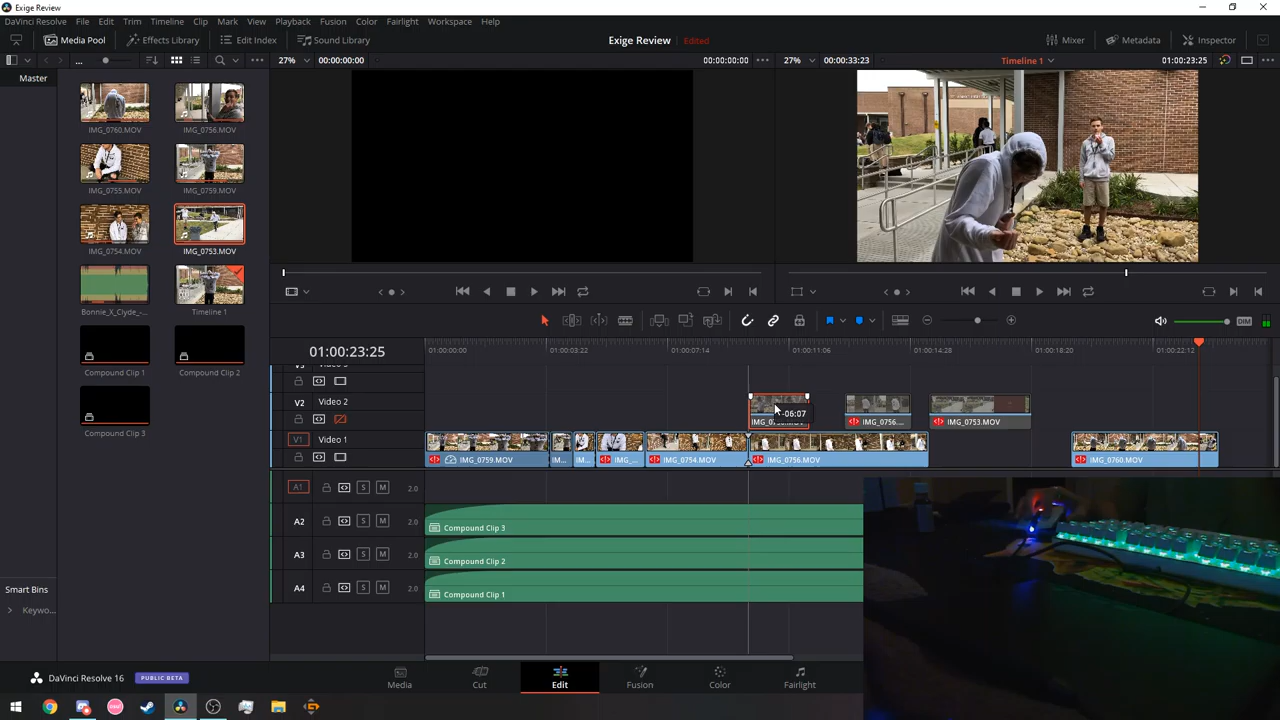 Exige Review
DaVinci Resolve File Edit Trim Timeline Clip Mark View Playback Fusion Color Fairlight Workspace Help
Media Pool Effects Library Edit Index Sound Library Exige Review Edited Mixer Metadata Inspector
... 27% 00:00:00:00 00:00:00:00 27% 00:00:33:23 Timeline 1 01:00:23:25
Master
IMG_0760.MOV IMG_0756.MOV
IMG_0755.MOV IMG_0759.MOV
IMG_0754.MOV IMG_0753.MOV
Bonnie_X_Clyde_-... Timeline 1
Compound Clip 1 Compound Clip 2
Compound Clip 3
DIM
01:00:23:25 01:00:00:00 01:00:03:22 01:00:07:14 01:00:11:06 01:00:14:28 01:00:18:20 01:00:22:12
V2 Video 2 -06:07
IMG_0756... IMG_0753.MOV
V1 Video 1
IMG_0759.MOV IM... IM... IMG_... IMG_0754.MOV IMG_0756.MOV IMG_0760.MOV
A1 S M 2.0
A2 S M 2.0 Compound Clip 3
A3 S M 2.0 Compound Clip 2
A4 S M 2.0 Compound Clip 1
Smart Bins
Keywo...
DaVinci Resolve 16 PUBLIC BETA
Media Cut Edit Fusion Color Fairlight